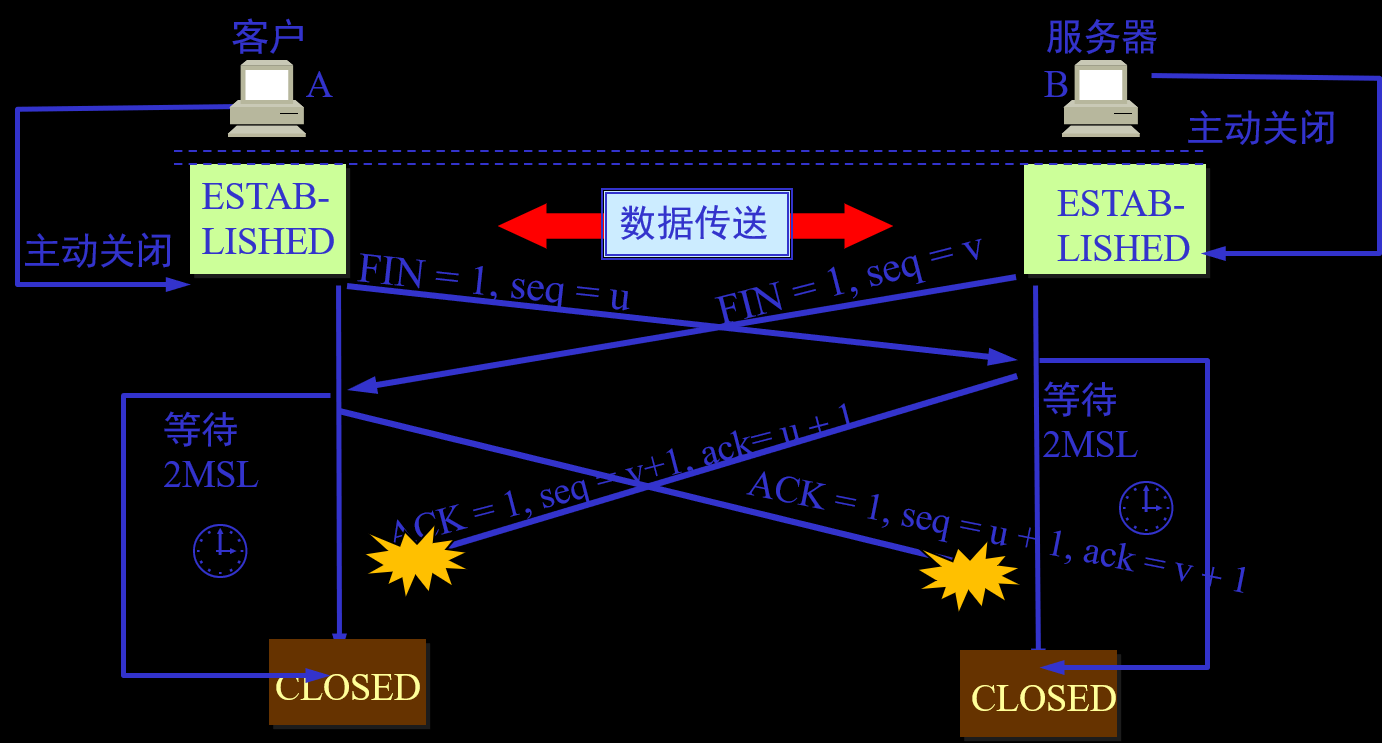 客户
服务器
A
B
主动关闭
ESTAB-
LISHED
ESTAB-
LISHED
数据传送
主动关闭
FIN = 1, seq = u
FIN = 1, seq = v
等待
2MSL
等待
2MSL
ACK = 1, seq = v+1, ack= u + 1
ACK = 1, seq = u + 1, ack = v + 1
CLOSED
CLOSED